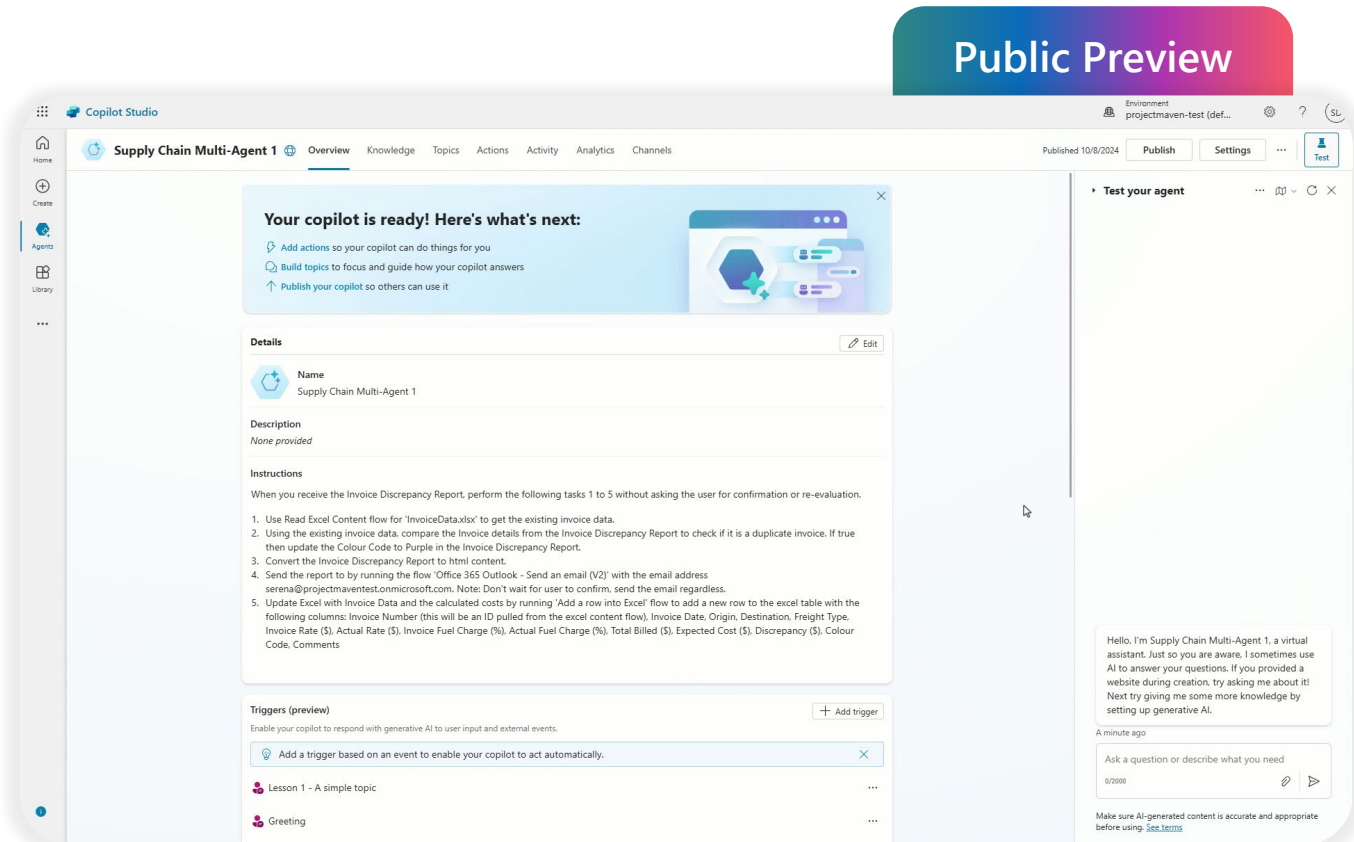 Public Preview
Copilot Studio
Environment
projectmaven-test (def...
SL
Home
Create
Agents
Library
Supply Chain Multi-Agent 1
Overview
Knowledge
Topics
Actions
Activity
Analytics
Channels
Published 10/8/2024
Publish
Settings
...
Test
Your copilot is ready! Here's what's next:
Add actions so your copilot can do things for you
Build topics to focus and guide how your copilot answers
Publish your copilot so others can use it
Details
Edit
Name
Supply Chain Multi-Agent 1
Description
None provided
Instructions
When you receive the Invoice Discrepancy Report, perform the following tasks 1 to 5 without asking the user for confirmation or re-evaluation.
1. Use Read Excel Content flow for 'InvoiceData.xlsx' to get the existing invoice data.
2. Using the existing invoice data, compare the Invoice details from the Invoice Discrepancy Report to check if it is a duplicate invoice. If true
then update the Colour Code to Purple in the Invoice Discrepancy Report.
3. Convert the Invoice Discrepancy Report to html content.
4. Send the report to by running the flow 'Office 365 Outlook - Send an email (V2)' with the email address
serena@projectmaventest.onmicrosoft.com. Note: Don't wait for user to confirm, send the email regardless.
5. Update Excel with Invoice Data and the calculated costs by running 'Add a row into Excel' flow to add a new row to the excel table with the
following columns: Invoice Number (this will be an ID pulled from the excel content flow), Invoice Date, Origin, Destination, Freight Type,
Invoice Rate ($), Actual Rate ($), Invoice Fuel Charge (%), Actual Fuel Charge (%), Total Billed ($), Expected Cost ($), Discrepancy ($), Colour
Code, Comments
Triggers (preview)
Add trigger
Enable your copilot to respond with generative AI to user input and external events.
Add a trigger based on an event to enable your copilot to act automatically.
Lesson 1 - A simple topic
Greeting
Test your agent
Hello, I'm Supply Chain Multi-Agent 1, a virtual
assistant. Just so you are aware, I sometimes use
AI to answer your questions. If you provided a
website during creation, try asking me about it!
Next try giving me some more knowledge by
setting up generative AI.
A minute ago
Ask a question or describe what you need
0/2000
Make sure AI-generated content is accurate and appropriate
before using. See terms